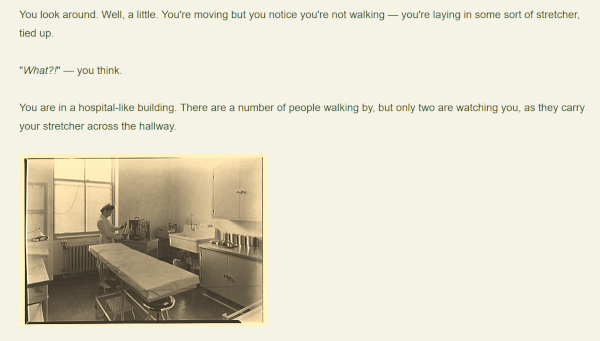 You look around. Well, a little. You're moving but you notice you're not walking — you're laying in some sort of stretcher,
tied up.
"What?!" — you think.
You are in a hospital-like building. There are a number of people walking by, but only two are watching you, as they carry
your stretcher across the hallway.